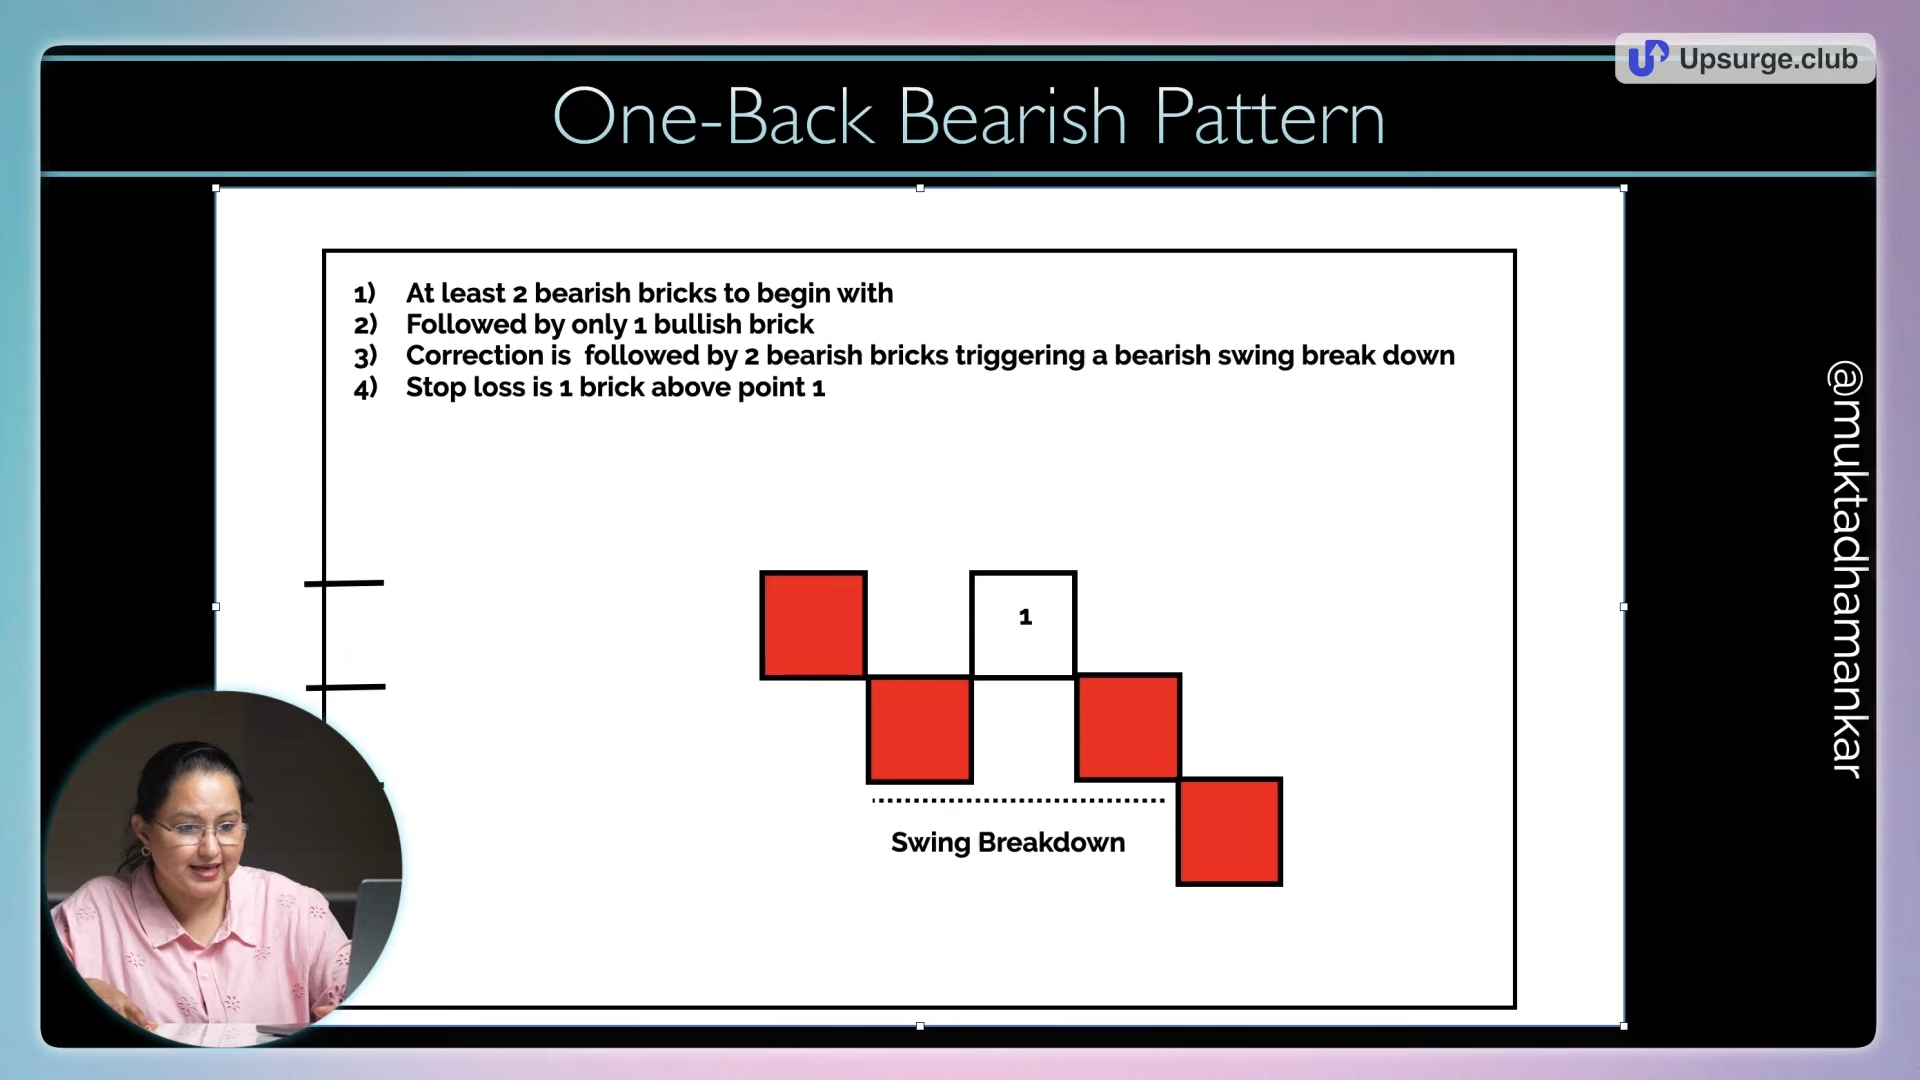 Upsurge.club
One-Back Bearish Pattern
1) At least 2 bearish bricks to begin with
2) Followed by only 1 bullish brick
3) Correction is followed by 2 bearish bricks triggering a bearish swing break down
4) Stop loss is 1 brick above point 1
1
Swing Breakdown
@muktadhamankar